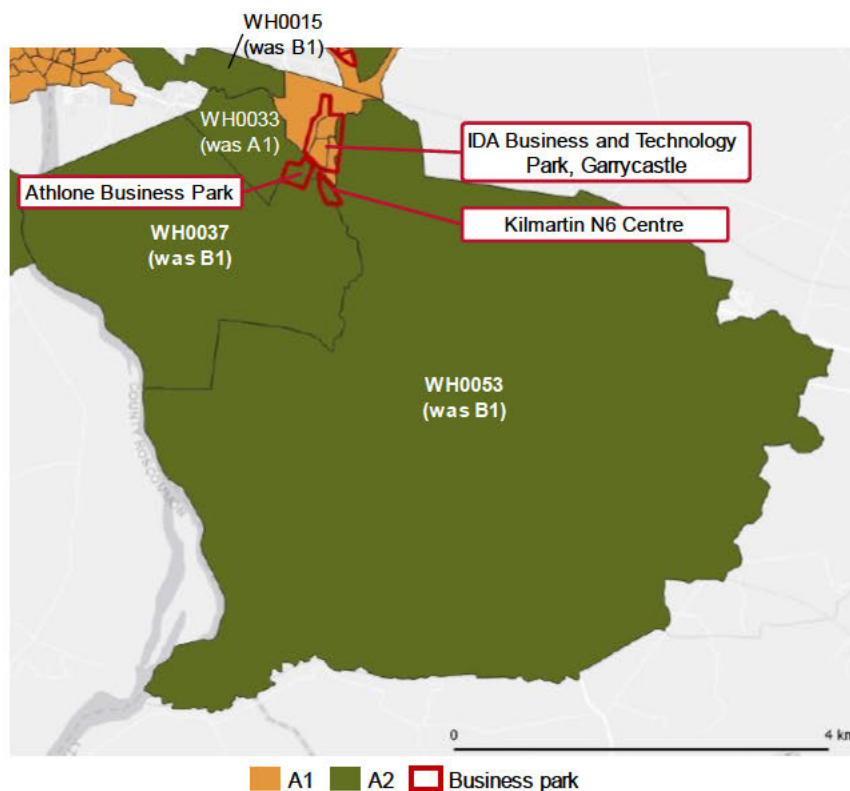 WH0015
(was B1)
WH0033
(was A1)
IDA Business and Technology
Park, Garrycastle
Athlone Business Park
Kilmartin N6 Centre
WH0037
(was B1)
WH0053
(was B1)
COUNTY ROSCOMMON
0
4 km
A1
A2
Business park